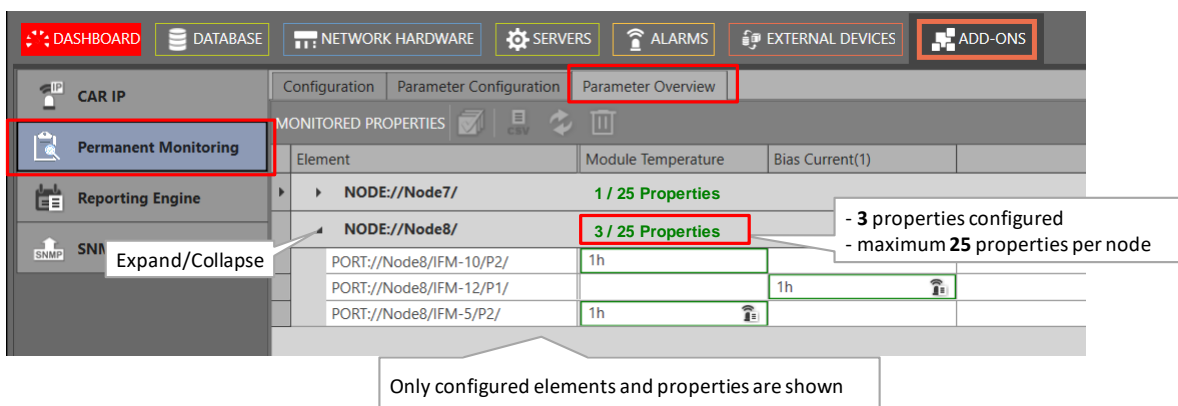 DASHBOARD DATABASE NETWORK HARDWARE SERVERS ALARMS EXTERNAL DEVICES ADD-ONS
IP CAR IP
Configuration Parameter Configuration Parameter Overview
MONITORED PROPERTIES CSV
Permanent Monitoring
Element Module Temperature Bias Current(1)
Reporting Engine
NODE://Node7/ 1 / 25 Properties
NODE://Node8/ 3 / 25 Properties
- 3 properties configured
- maximum 25 properties per node
SNMP
Expand/Collapse
PORT://Node8/IFM-10/P2/ 1h
PORT://Node8/IFM-12/P1/ 1h
PORT://Node8/IFM-5/P2/ 1h
Only configured elements and properties are shown